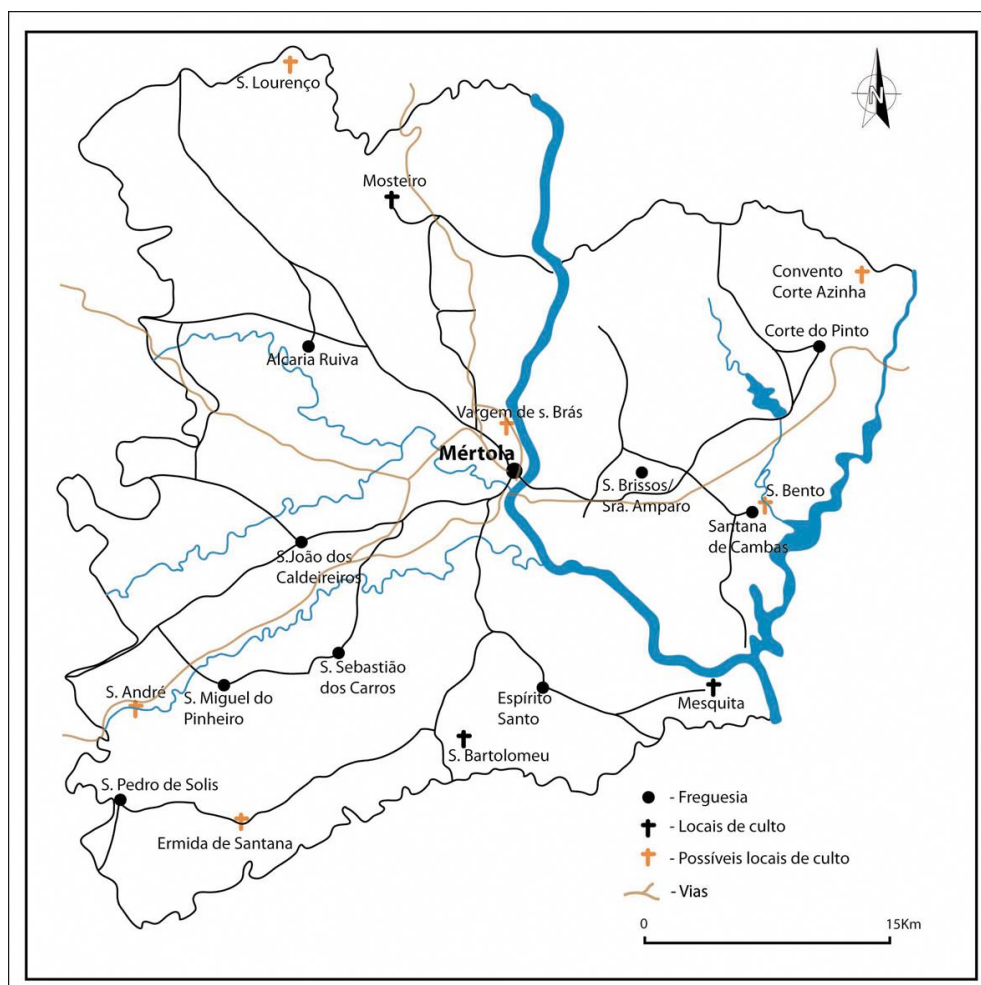 S. Lourenço
N
Mosteiro
Convento
Corte Azinha
Corte do Pinto
Alcaria Ruiva
Vargem de s. Brás
Mértola
S. Brissos/
Sra. Amparo
S. Bento
Santana
de Cambas
S.João dos
Caldeireiros
S. Sebastião
dos Carros
S. André
S. Miguel do
Pinheiro
Espírito
Santo
Mesquita
S. Bartolomeu
S. Pedro de Solis
Ermida de Santana
- Freguesia
- Locais de culto
- Possíveis locais de culto
- Vias
0
15Km